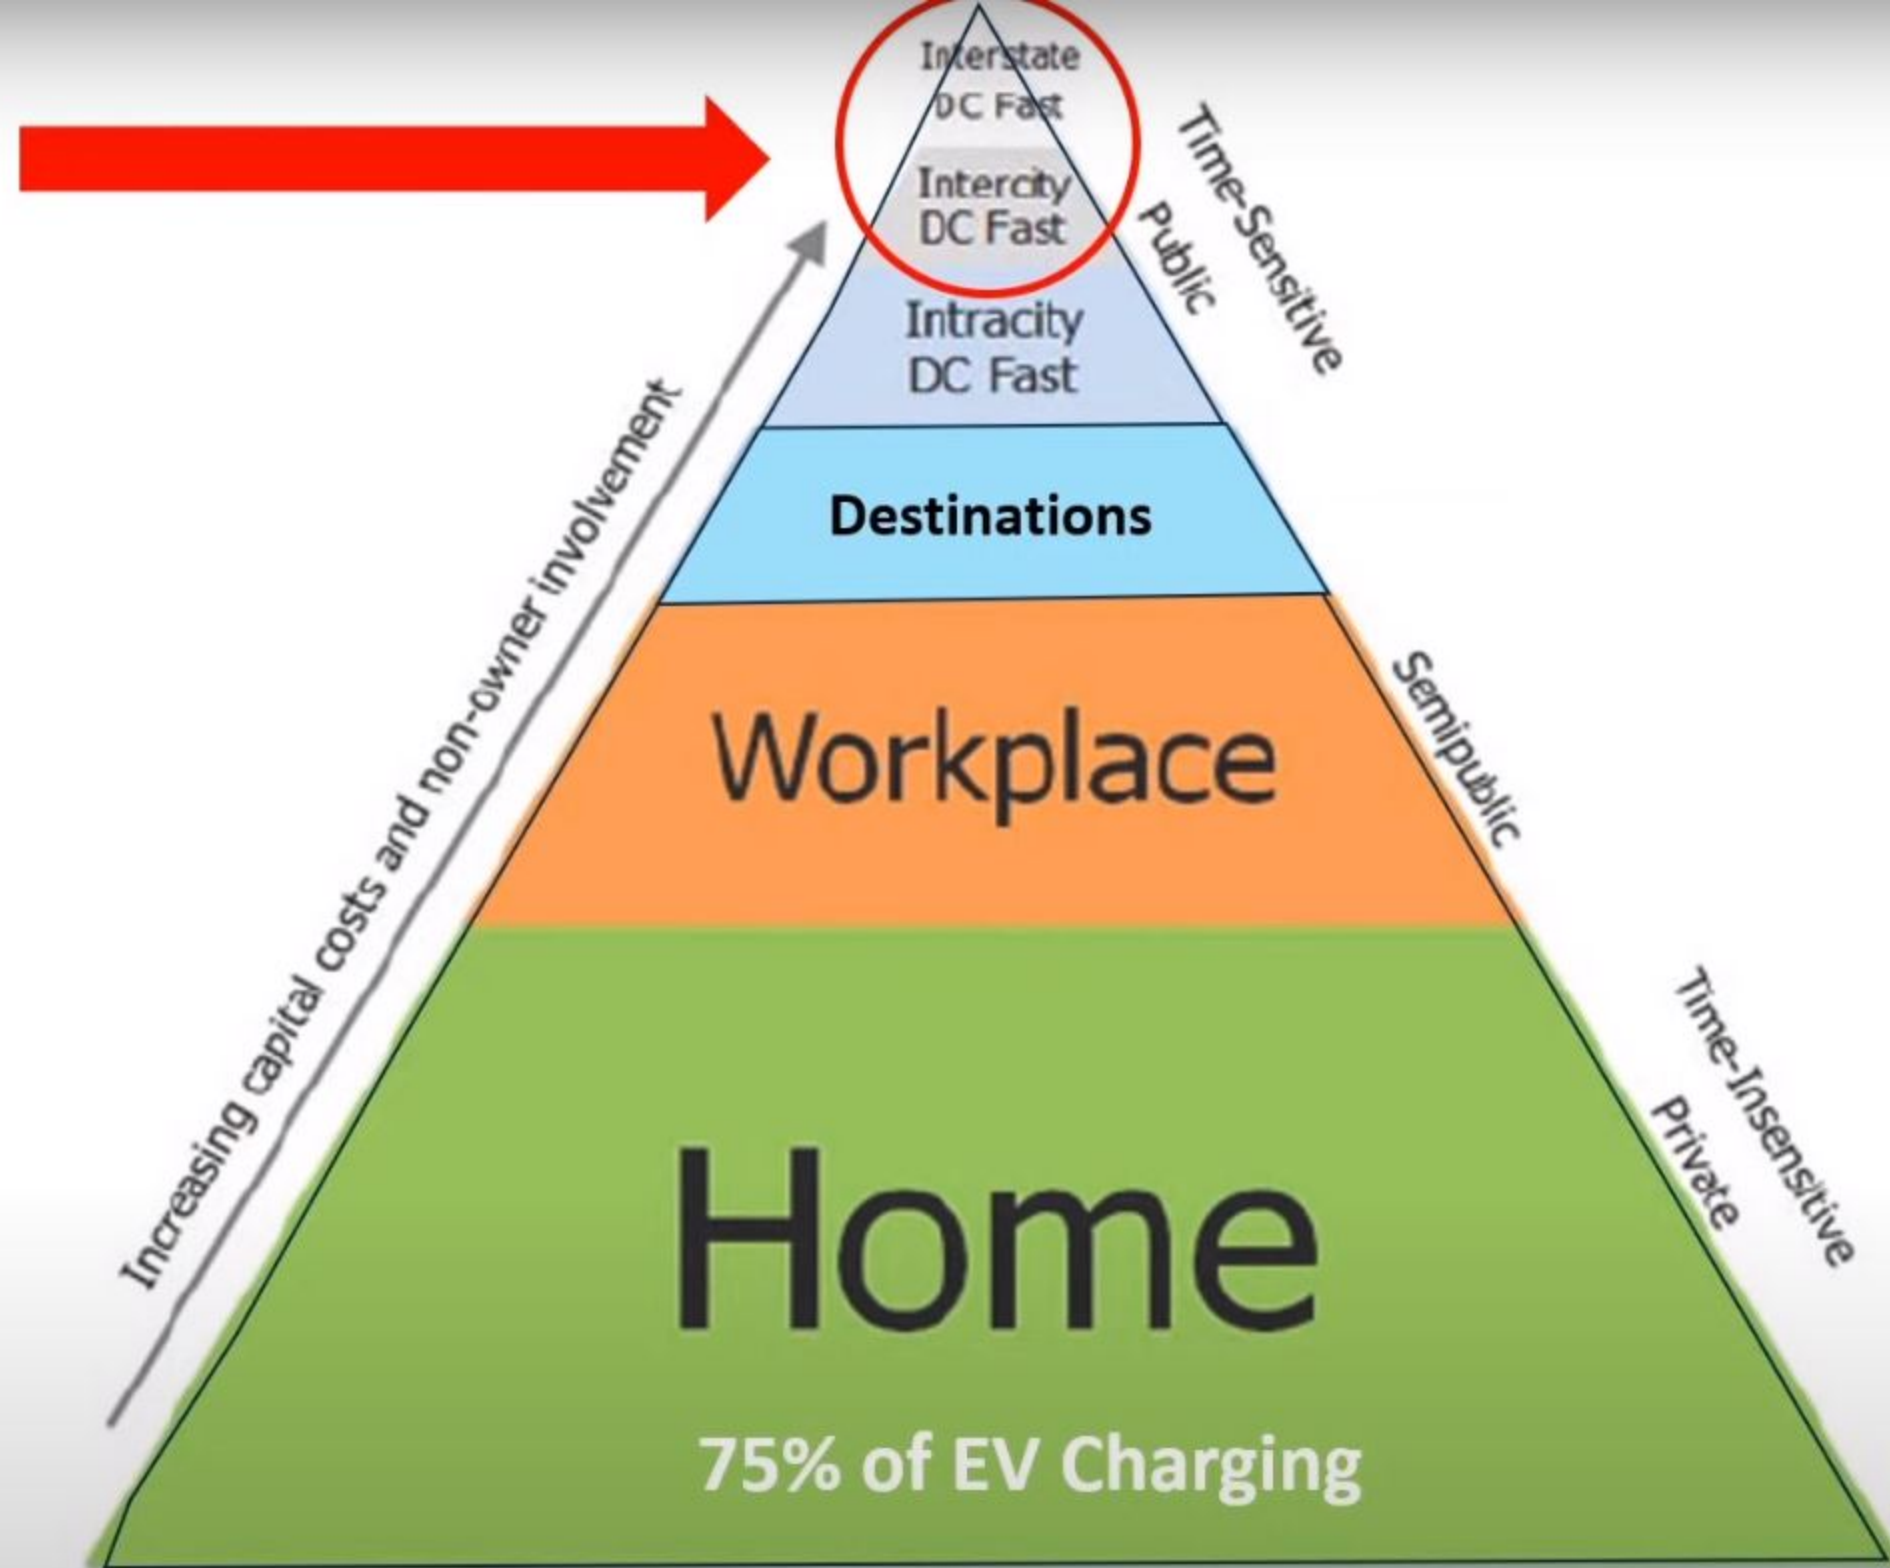 Interstate
DC Fast
Intercity
DC Fast
Intracity
DC Fast
Destinations
Workplace
Home
75% of EV Charging
Increasing capital costs and non-owner involvement
Time-Sensitive
Public
Semipublic
Time-Insensitive
Private